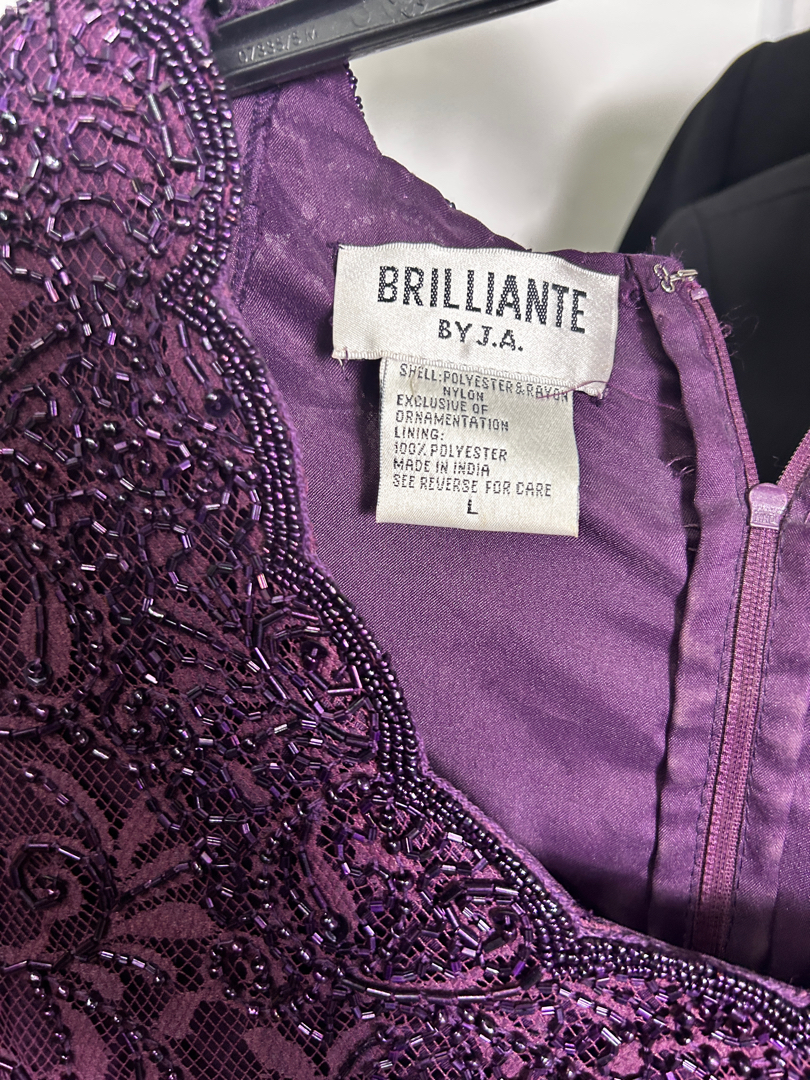 BRILLIANTE
BY J.A.
SHELL:POLYESTER&RAYON
NYLON
EXCLUSIVE OF
ORNAMENTATION
LINING:
100% POLYESTER
MADE IN INDIA
SEE REVERSE FOR CARE
L